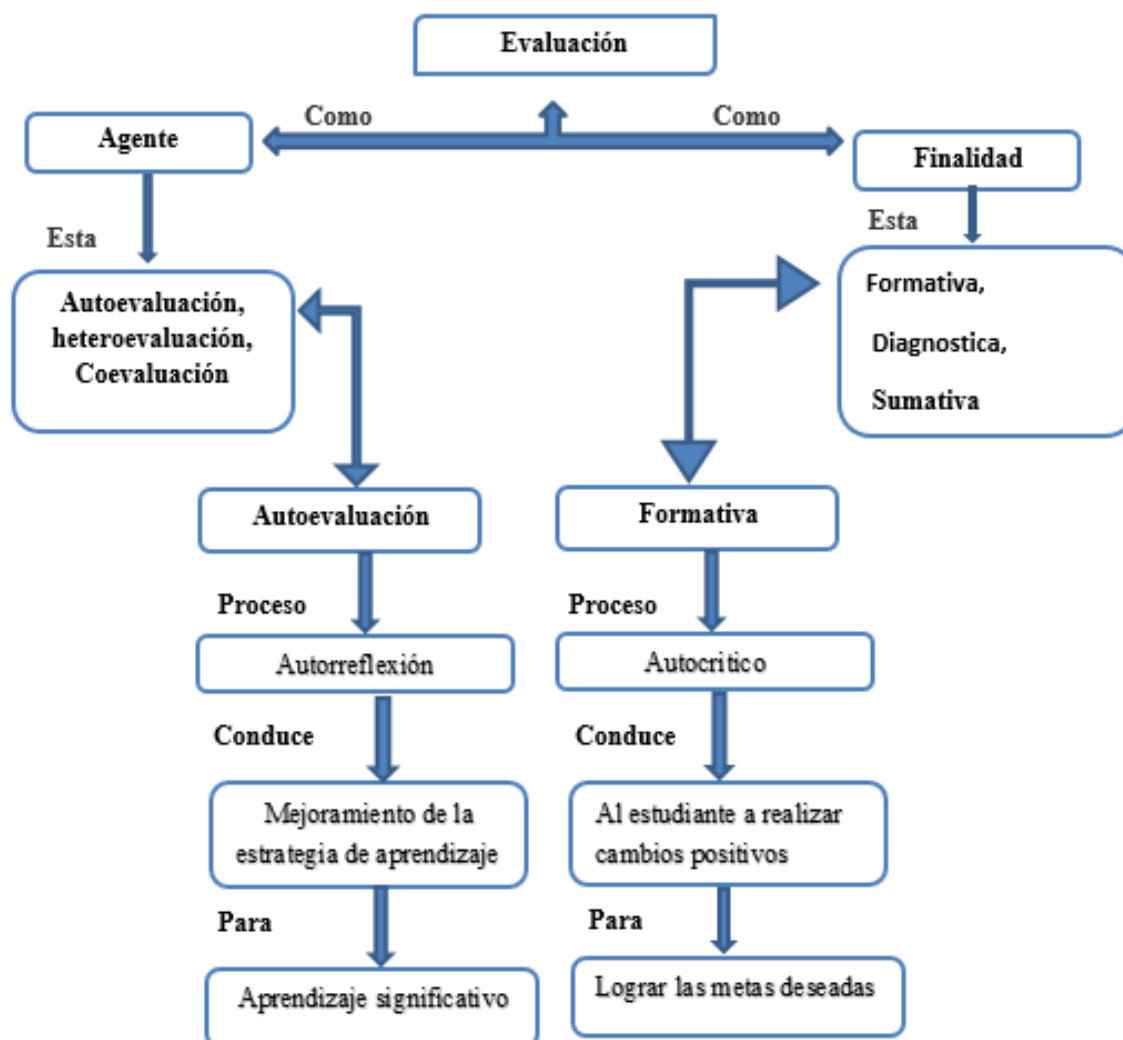 Evaluación
Como
Como
Agente
Finalidad
Esta
Esta
Autoevaluación,
heteroevaluación,
Coevaluación
Formativa,
Diagnostica,
Sumativa
Autoevaluación
Formativa
Proceso
Proceso
Autorreflexión
Autocritico
Conduce
Conduce
Mejoramiento de la
estrategia de aprendizaje
Al estudiante a realizar
cambios positivos
Para
Para
Aprendizaje significativo
Lograr las metas deseadas